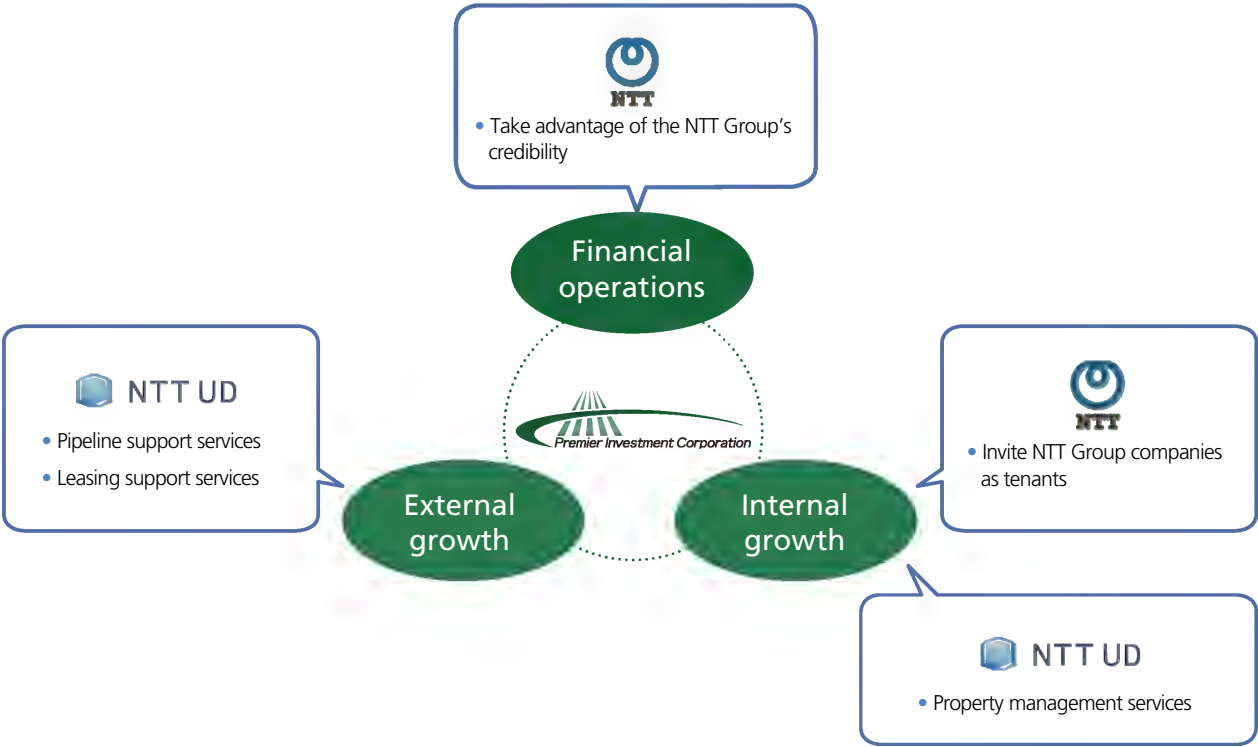 NTT
• Take advantage of the NTT Group's
credibility
Financial
operations
NTT UD
• Pipeline support services
• Leasing support services
Premier Investment Corporation
NTT
• Invite NTT Group companies
as tenants
External
growth
Internal
growth
NTT UD
• Property management services